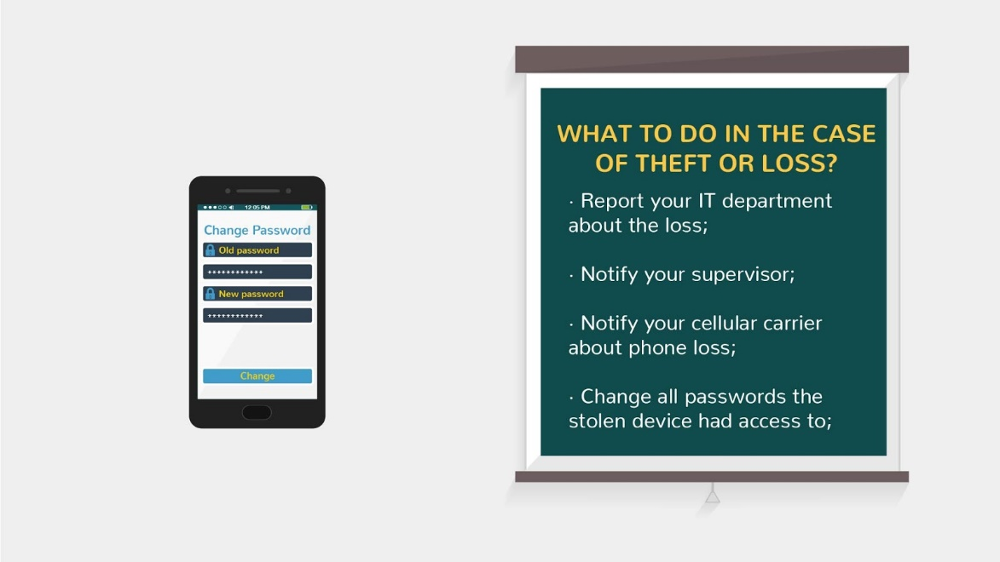 12:05 PM
Change Password
Old password
************
New password
************
Change
WHAT TO DO IN THE CASE
OF THEFT OR LOSS?
· Report your IT department
about the loss;
· Notify your supervisor;
· Notify your cellular carrier
about phone loss;
· Change all passwords the
stolen device had access to;